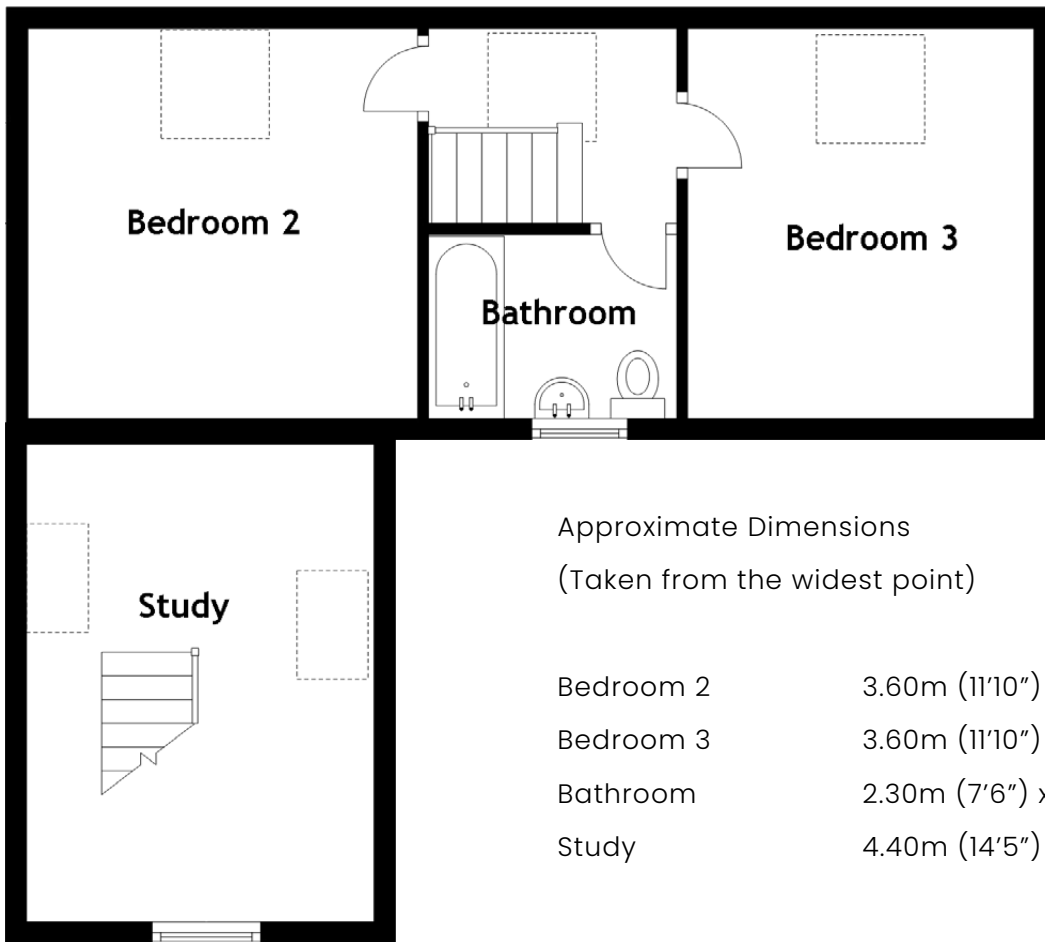 Bedroom 2
Bedroom 3
Bathroom
Study
Approximate Dimensions
(Taken from the widest point)
Bedroom 2 3.60m (11'10”)
Bedroom 3 3.60m (11'10”)
Bathroom 2.30m (7'6”) x
Study 4.40m (14'5”)